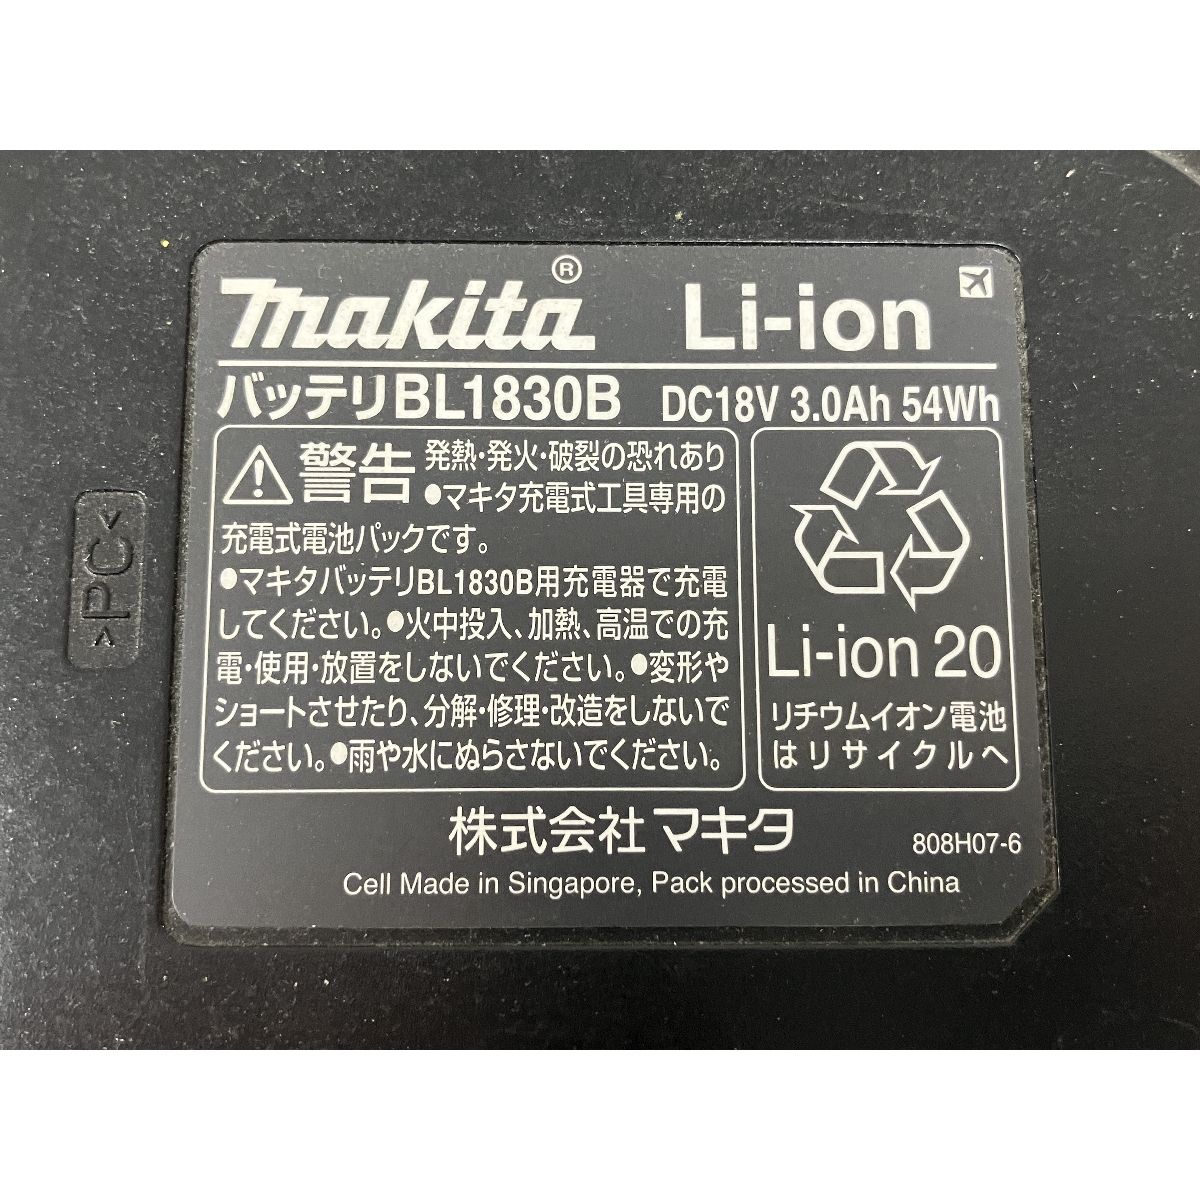 makita® Li-ion
バッテリBL1830B DC18V 3.0Ah 54Wh
警告 発熱・発火・破裂の恐れあり
●マキタ充電式工具専用の
充電式電池パックです。
●マキタバッテリBL1830B用充電器で充電
してください。●火中投入、加熱、高温での充
電・使用・放置をしないでください。●変形や
ショートさせたり、分解・修理・改造をしないで
ください。●雨や水にぬらさないでください。
Li-ion 20
リチウムイオン電池
はリサイクルへ
株式会社マキタ
808H07-6
Cell Made in Singapore, Pack processed in China
>PC<